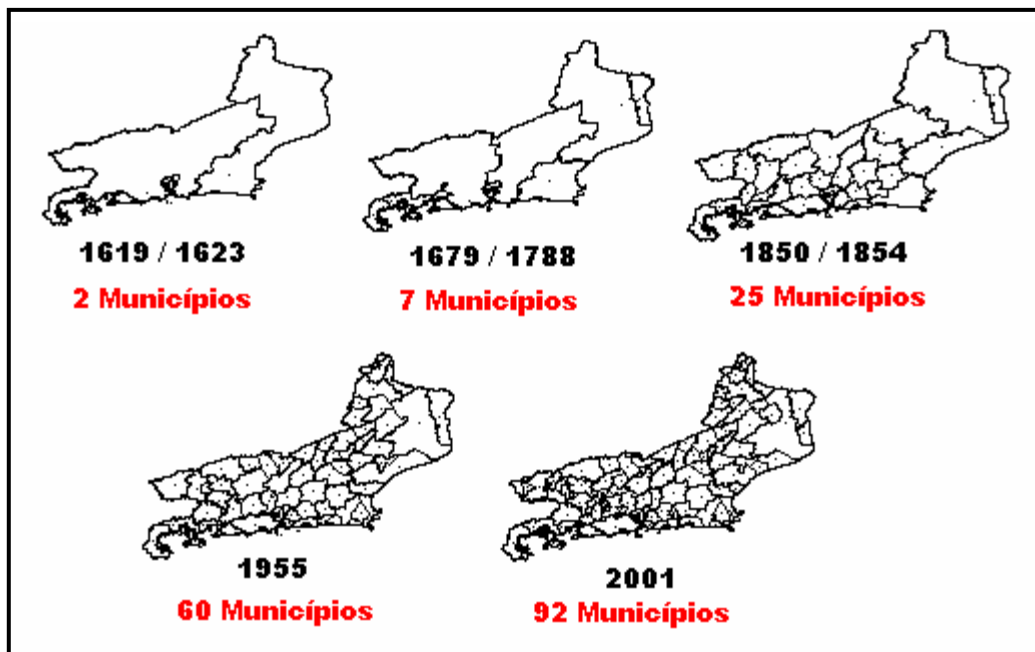 1619 / 1623
2 Municípios
1679 / 1788
7 Municípios
1850 / 1854
25 Municípios
1955
60 Municípios
2001
92 Municípios